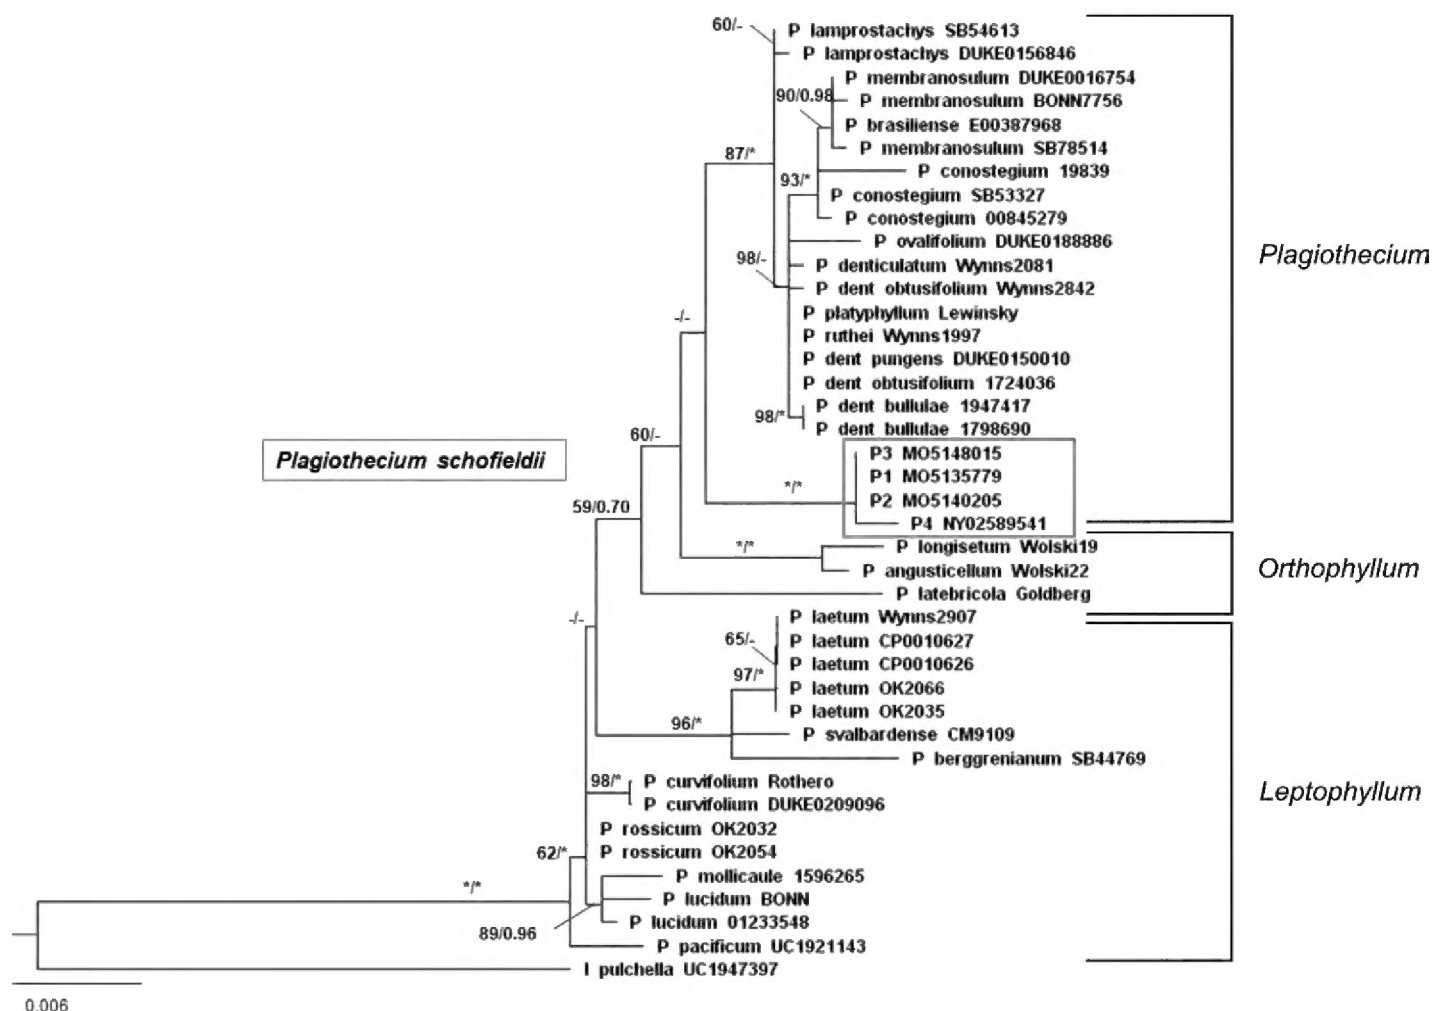 60/-
P lamprostachys SB54613
P lamprostachys DUKE0156846
P membranosulum DUKE0016754
90/0.98
P membranosulum BONN7756
P brasiliense E00387968
P membranosulum SB78514
87/*
P conostegium 19839
93/*
P conostegium SB53327
P conostegium 00845279
P ovalifolium DUKE0188886
98/-
P denticulatum Wynns2081
Plagiothecium
P dent obtusifolium Wynns2842
P platyphyllum Lewinsky
-/-
P ruthei Wynns1997
P dent pungens DUKE0150010
P dent obtusifolium 1724036
P dent bullulae 1947417
98/*
P dent bullulae 1798690
60/-
Plagiothecium schofieldii
P3 MO5148015
P1 MO5135779
*/*
P2 MO5140205
59/0.70
P4 NY02589541
*/*
P longisetum Wolski19
P angusticellum Wolski22
Orthophyllum
P latebricola Goldberg
-/-
P laetum Wynns2907
65/-
P laetum CP0010627
P laetum CP0010626
97/*
P laetum OK2066
P laetum OK2035
96/*
P svalbardense CM9109
P berggrenianum SB44769
98/*
P curvifolium Rothero
Leptophyllum
P curvifolium DUKE0209096
P rossicum OK2032
62/*
P rossicum OK2054
*/*
P mollicaule 1596265
P lucidum BONN
P lucidum 01233548
89/0.96
P pacificum UC1921143
I pulchella UC1947397
0.006